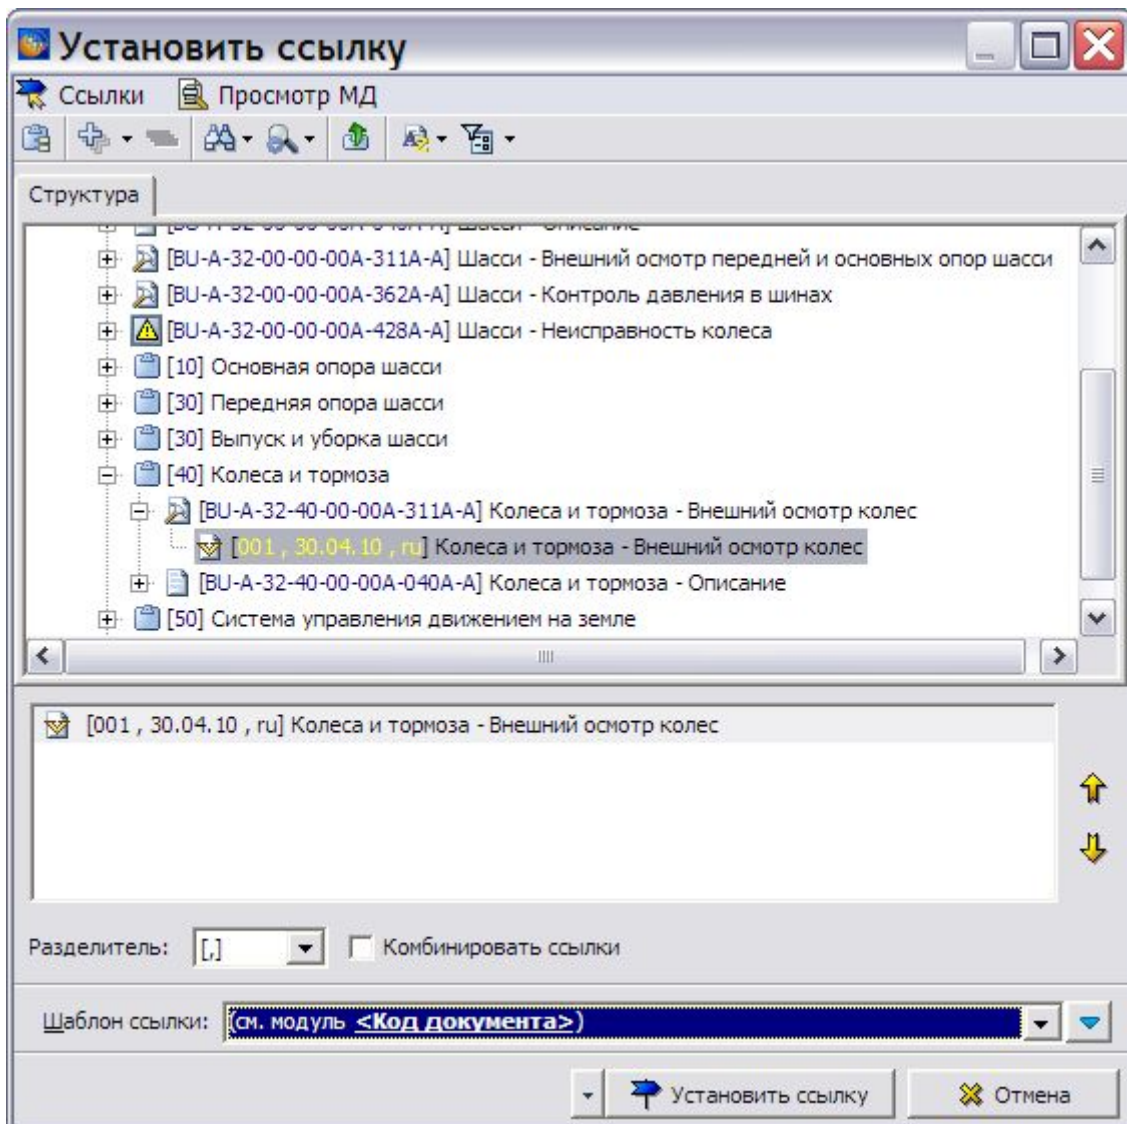 Установить ссылку
Ссылки Просмотр МД
Структура
[BU-A-32-00-00-00A-311A-A] Шасси - Внешний осмотр передней и основных опор шасси
[BU-A-32-00-00-00A-362A-A] Шасси - Контроль давления в шинах
[BU-A-32-00-00-00A-428A-A] Шасси - Неисправность колеса
[10] Основная опора шасси
[30] Передняя опора шасси
[30] Выпуск и уборка шасси
[40] Колеса и тормоза
[BU-A-32-40-00-00A-311A-A] Колеса и тормоза - Внешний осмотр колес
[001 , 30.04.10 , ru] Колеса и тормоза - Внешний осмотр колес
[BU-A-32-40-00-00A-040A-A] Колеса и тормоза - Описание
[50] Система управления движением на земле
[001 , 30.04.10 , ru] Колеса и тормоза - Внешний осмотр колес
Разделитель: [,] Комбинировать ссылки
Шаблон ссылки: (см. модуль <Код документа>)
Установить ссылку Отмена